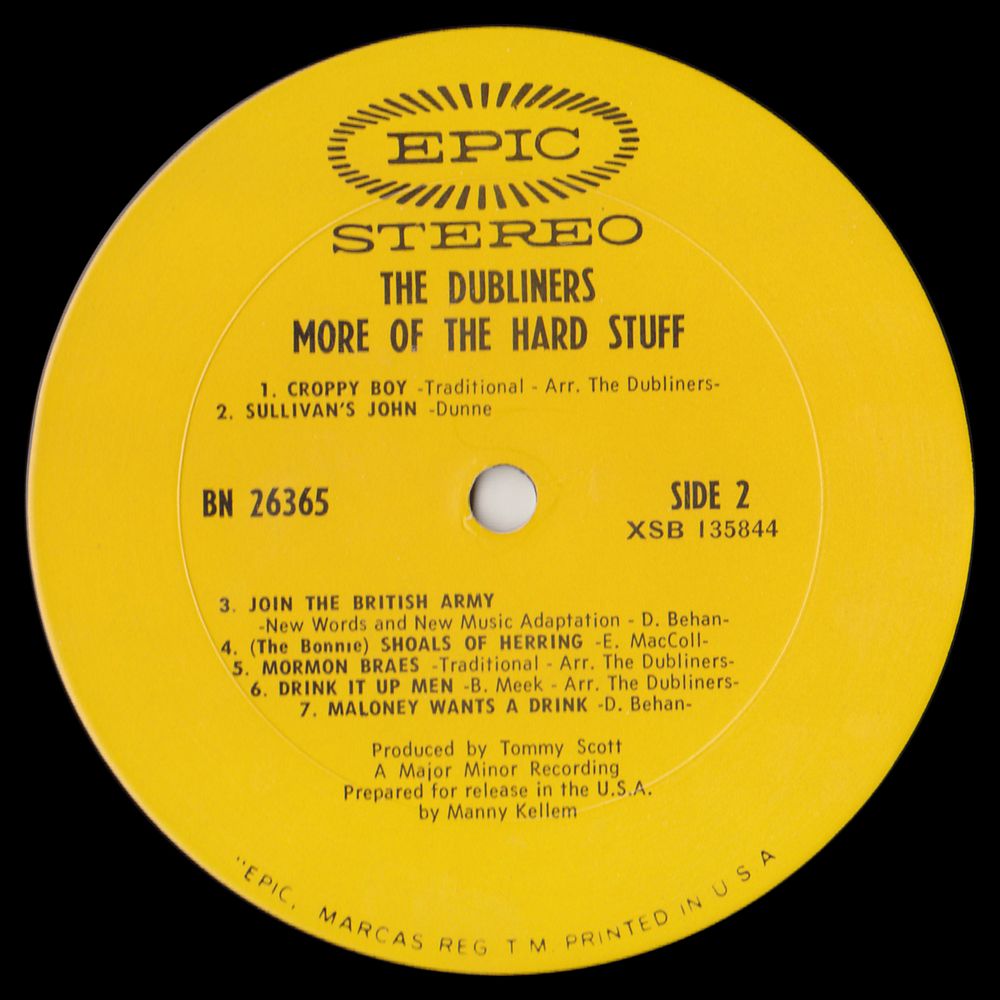 EPIC
STEREO
THE DUBLINERS
MORE OF THE HARD STUFF
1. CROPPY BOY -Traditional - Arr. The Dubliners-
2. SULLIVAN'S JOHN -Dunne
BN 26365
SIDE 2
XSB 135844
3. JOIN THE BRITISH ARMY
-New Words and New Music Adaptation - D. Behan-
4. (The Bonnie) SHOALS OF HERRING -E. MacColl-
5. MORMON BRAES -Traditional - Arr. The Dubliners-
6. DRINK IT UP MEN -B. Meek - Arr. The Dubliners-
7. MALONEY WANTS A DRINK -D. Behan-
Produced by Tommy Scott
A Major Minor Recording
Prepared for release in the U.S.A.
by Manny Kellem
"EPIC, MARCAS REG T M. PRINTED IN U S A